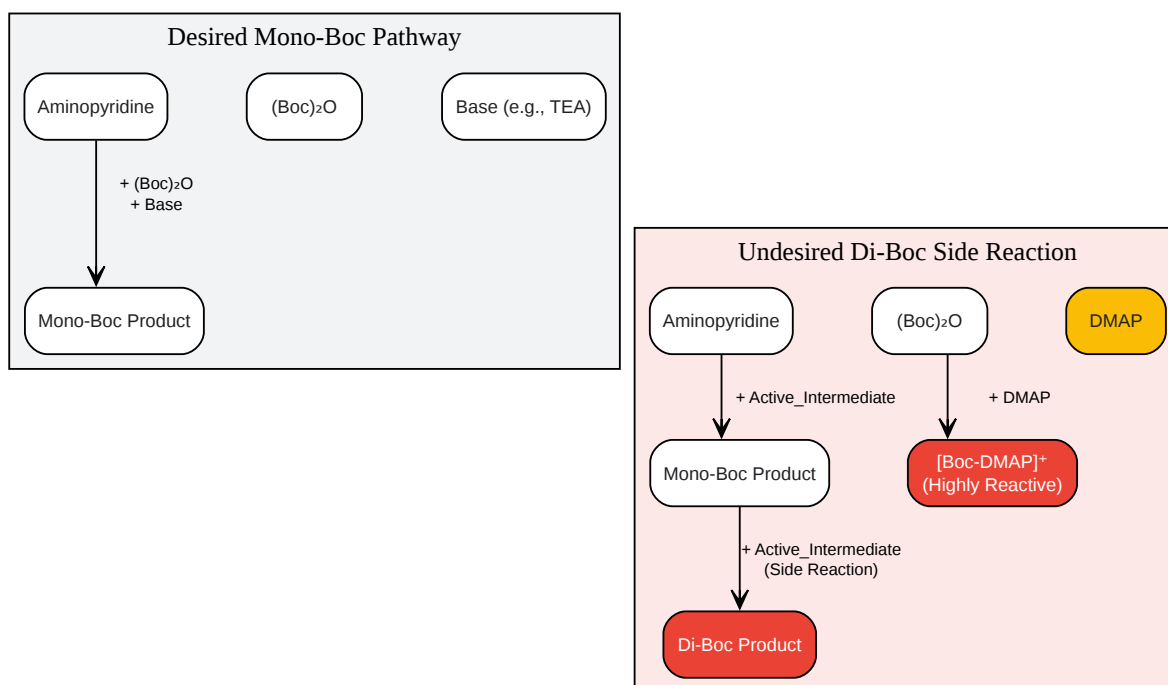 Desired Mono-Boc Pathway
Aminopyridine
(Boc)₂O
Base (e.g., TEA)
+ (Boc)₂O
+ Base
Mono-Boc Product
Undesired Di-Boc Side Reaction
Aminopyridine
(Boc)₂O
DMAP
+ Active_Intermediate
+ DMAP
Mono-Boc Product
[Boc-DMAP]⁺
(Highly Reactive)
+ Active_Intermediate
(Side Reaction)
Di-Boc Product